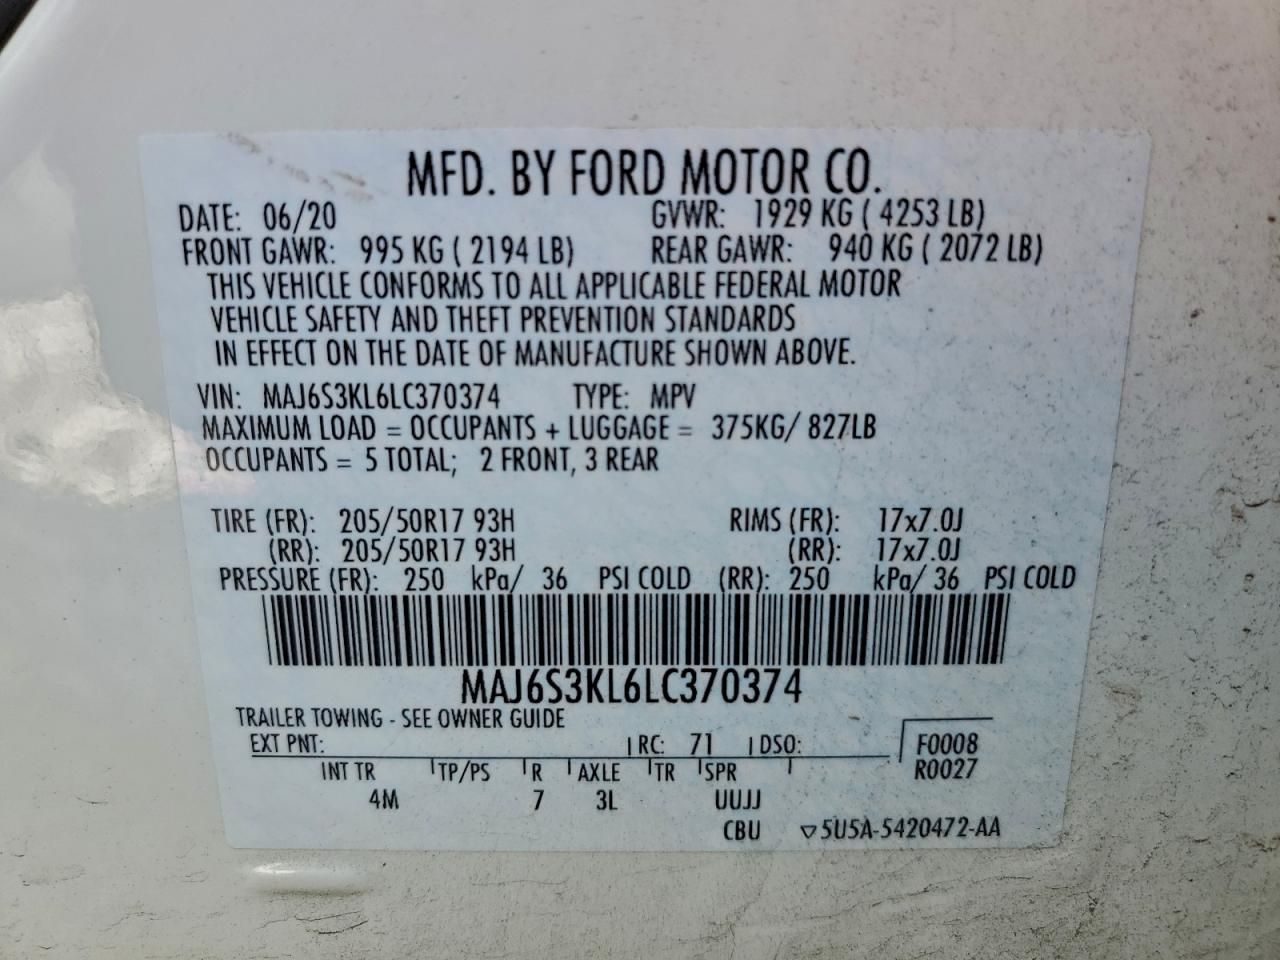 MFD. BY FORD MOTOR CO.
DATE: 06/20 GVWR: 1929 KG ( 4253 LB)
FRONT GAWR: 995 KG ( 2194 LB) REAR GAWR: 940 KG ( 2072 LB)
THIS VEHICLE CONFORMS TO ALL APPLICABLE FEDERAL MOTOR
VEHICLE SAFETY AND THEFT PREVENTION STANDARDS
IN EFFECT ON THE DATE OF MANUFACTURE SHOWN ABOVE.
VIN: MAJ6S3KL6LC370374 TYPE: MPV
MAXIMUM LOAD = OCCUPANTS + LUGGAGE = 375KG/ 827LB
OCCUPANTS = 5 TOTAL; 2 FRONT, 3 REAR
TIRE (FR): 205/50R17 93H RIMS (FR): 17x7.0J
(RR): 205/50R17 93H (RR): 17x7.0J
PRESSURE (FR): 250 kPa/ 36 PSI COLD (RR): 250 kPa/ 36 PSI COLD
MAJ6S3KL6LC370374
TRAILER TOWING - SEE OWNER GUIDE
EXT PNT: RC: 71 DSO: F0008
INT TR TP/PS R AXLE TR SPR R0027
4M 7 3L UUJJ
CBU ▽5U5A-5420472-AA